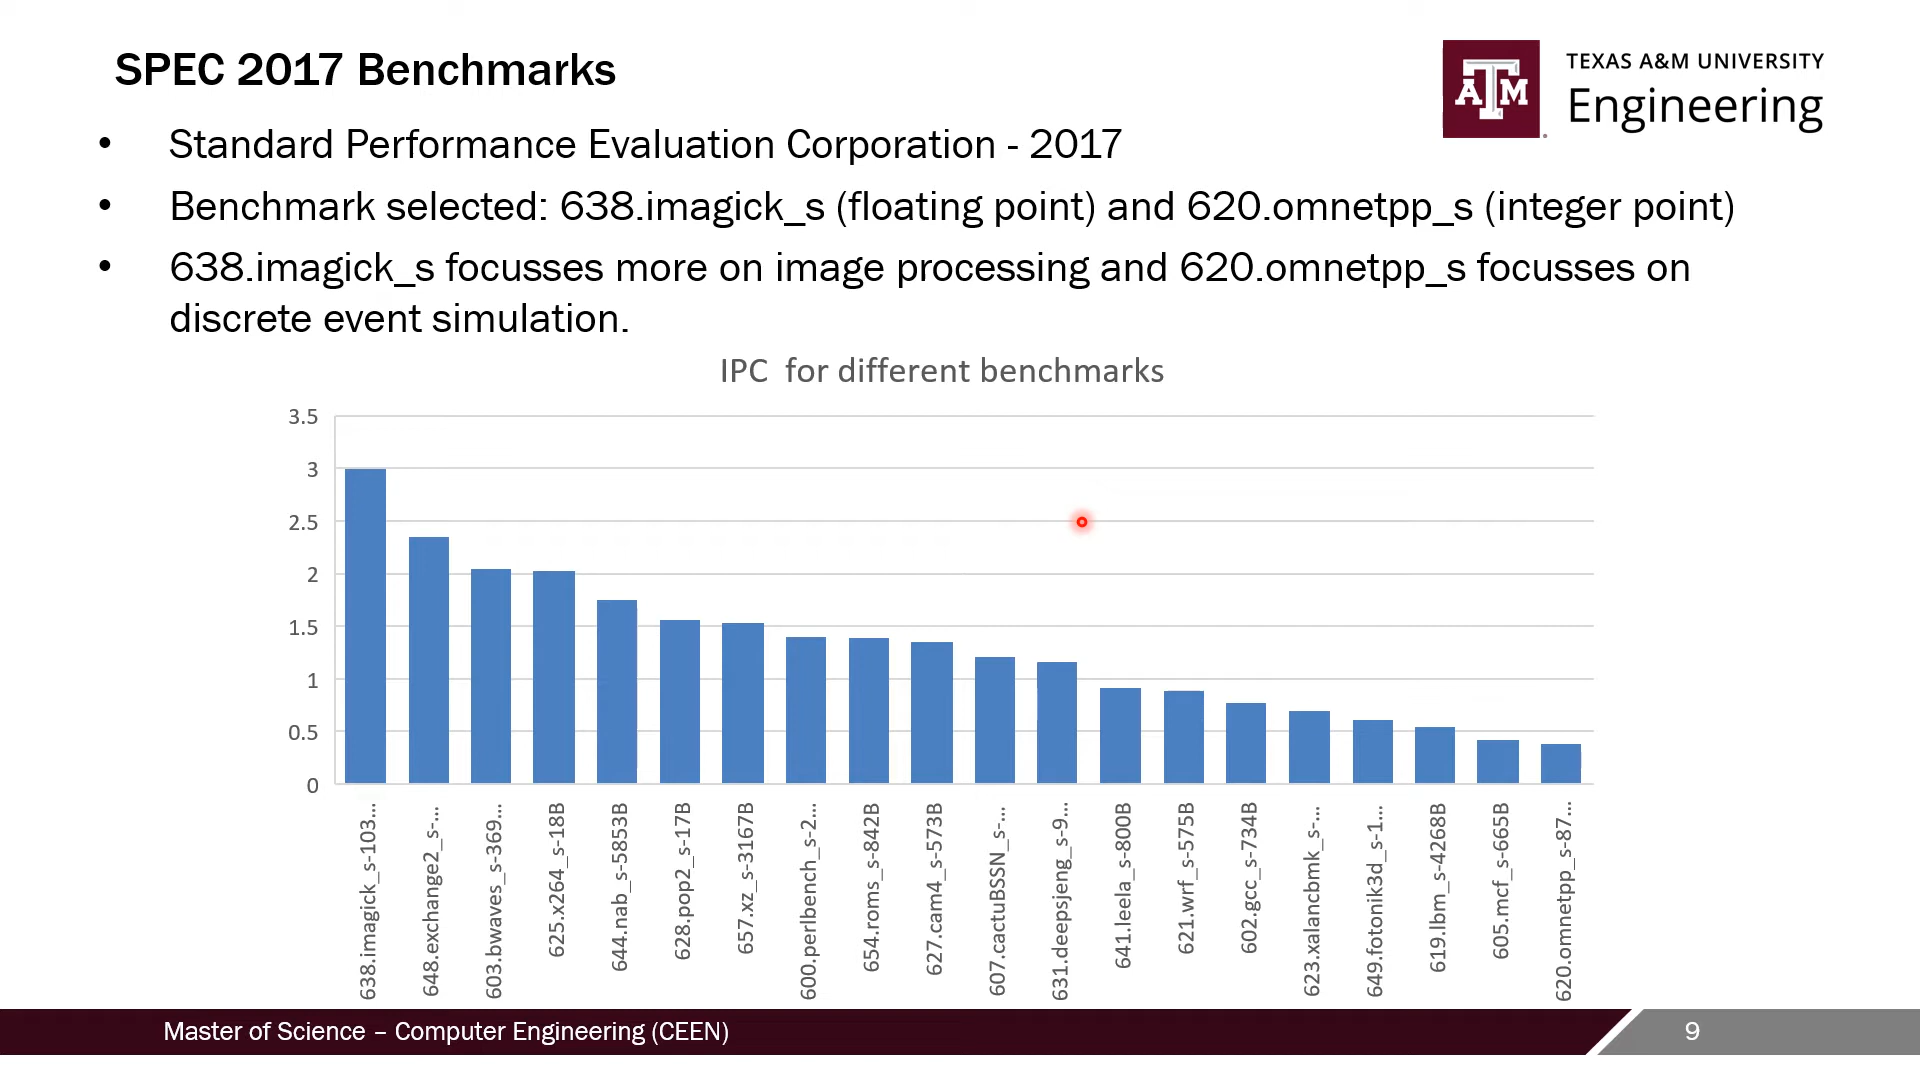 SPEC 2017 Benchmarks
TEXAS A&M UNIVERSITY
Engineering
ATM
• Standard Performance Evaluation Corporation - 2017
• Benchmark selected: 638.imagick_s (floating point) and 620.omnetpp_s (integer point)
• 638.imagick_s focusses more on image processing and 620.omnetpp_s focusses on
discrete event simulation.
IPC for different benchmarks
3.5
3
2.5
2
1.5
1
0.5
0
638.imagick_s-103...
648.exchange2_s-...
603.bwaves_s-369...
625.x264_s-18B
644.nab_s-5853B
628.pop2_s-17B
657.xz_s-3167B
600.perlbench_s-2...
654.roms_s-842B
627.cam4_s-573B
607.cactuBSSN_s-...
631.deepsjeng_s-9...
641.leela_s-800B
621.wrf_s-575B
602.gcc_s-734B
623.xalancbmk_s-...
649.fotonik3d_s-1...
619.lbm_s-4268B
605.mcf_s-665B
620.omnetpp_s-87...
Master of Science – Computer Engineering (CEEN)
9